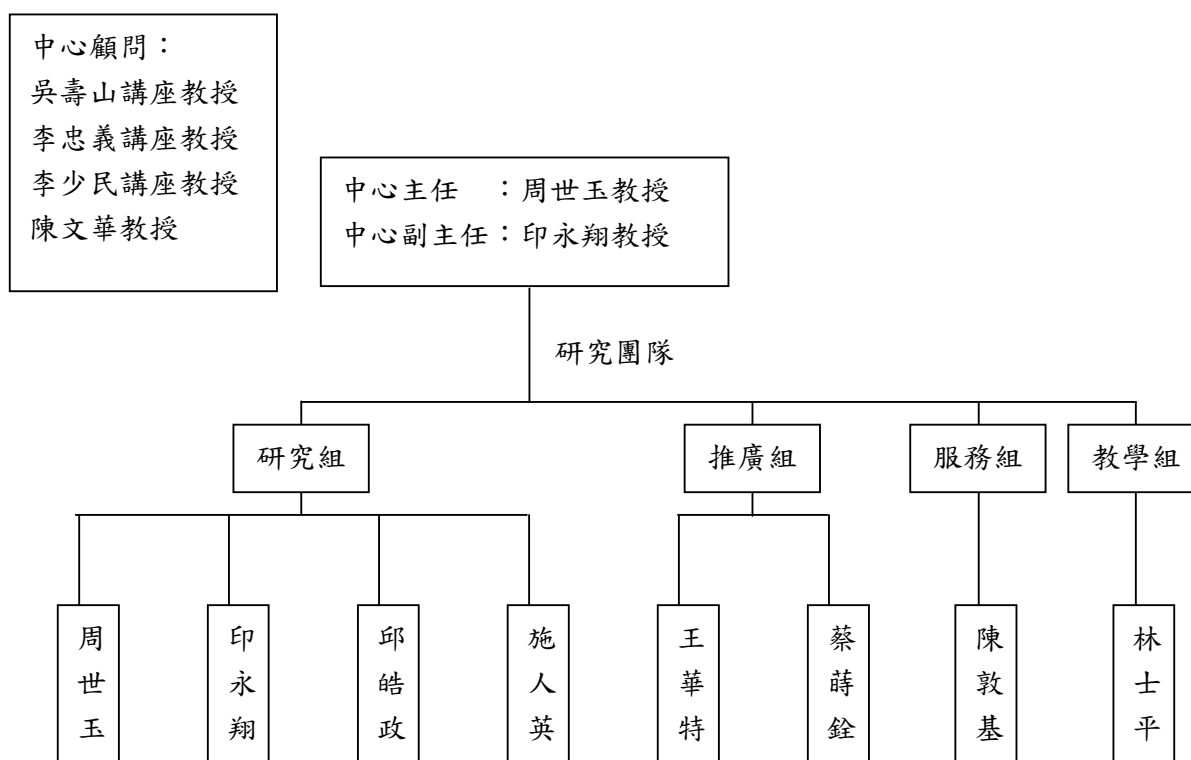 中心顧問：
吳壽山講座教授
李忠義講座教授
李少民講座教授
陳文華教授
中心主任　：周世玉教授
中心副主任：印永翔教授
研究團隊
研究組
推廣組
服務組
教學組
周世玉
印永翔
邱皓政
施人英
王華特
蔡蒔銓
陳敦基
林士平